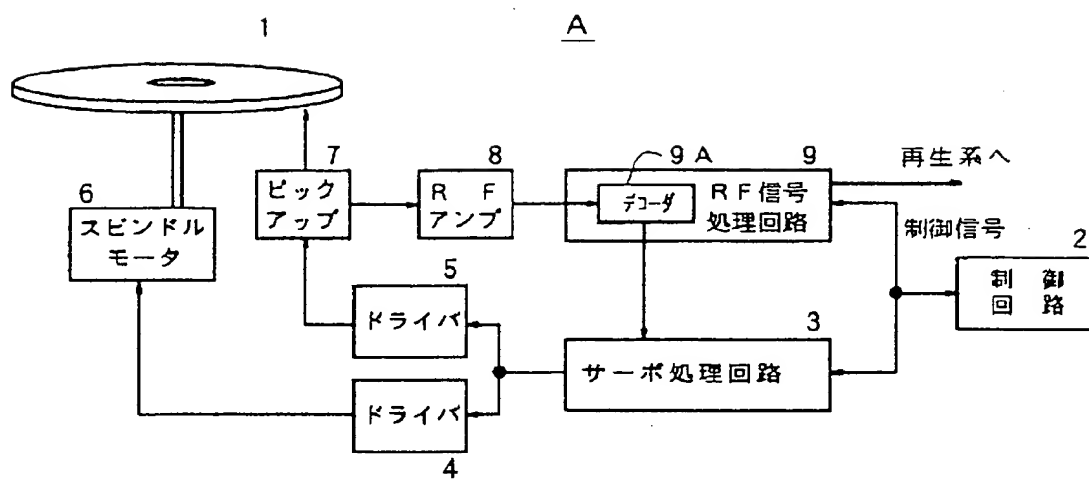 A
1
7
ピック
アップ
8
RF
アンプ
9A
デコーダ
9
RF信号
処理回路
再生系へ
制御信号
6
スピンドル
モータ
5
ドライバ
2
制御
回路
3
サーボ処理回路
ドライバ
4